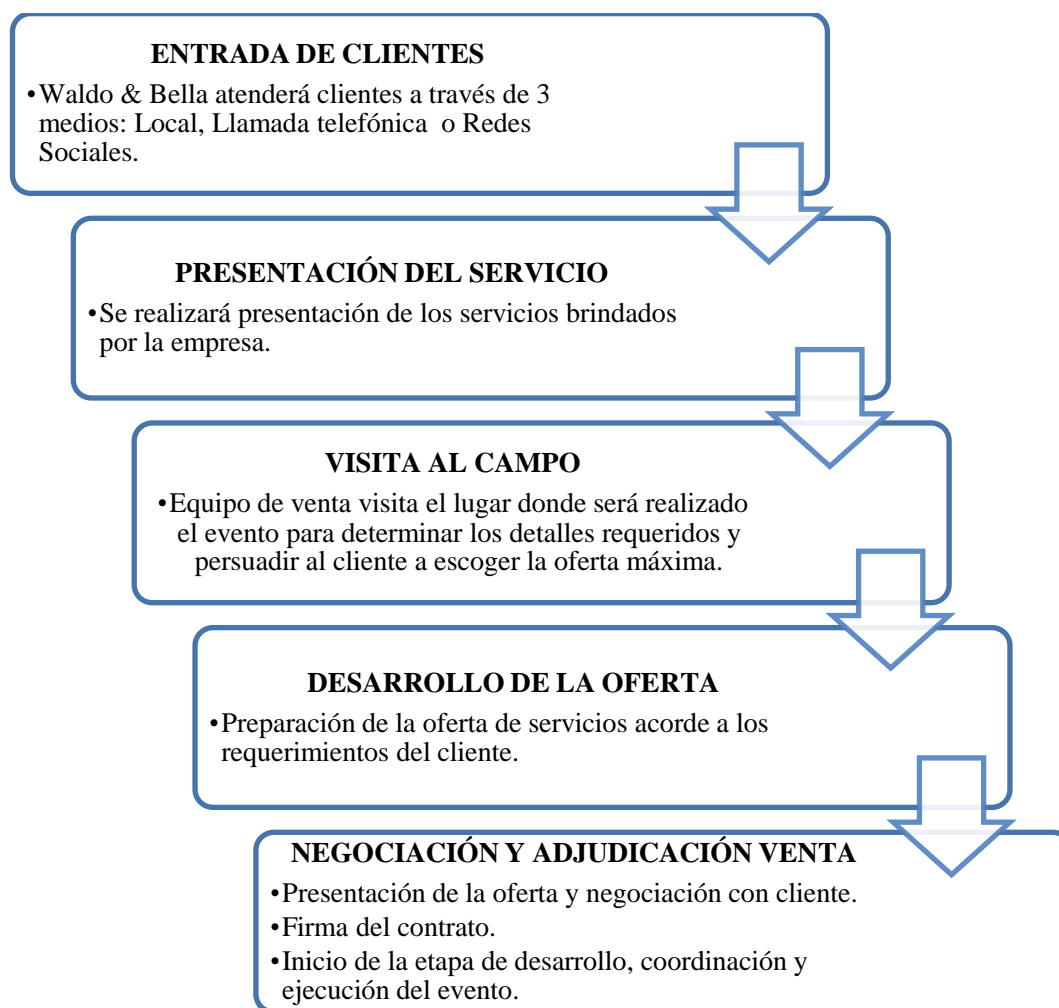 ENTRADA DE CLIENTES
•Waldo & Bella atenderá clientes a través de 3
medios: Local, Llamada telefónica o Redes
Sociales.
PRESENTACIÓN DEL SERVICIO
•Se realizará presentación de los servicios brindados
por la empresa.
VISITA AL CAMPO
•Equipo de venta visita el lugar donde será realizado
el evento para determinar los detalles requeridos y
persuadir al cliente a escoger la oferta máxima.
DESARROLLO DE LA OFERTA
•Preparación de la oferta de servicios acorde a los
requerimientos del cliente.
NEGOCIACIÓN Y ADJUDICACIÓN VENTA
•Presentación de la oferta y negociación con cliente.
•Firma del contrato.
•Inicio de la etapa de desarrollo, coordinación y
ejecución del evento.